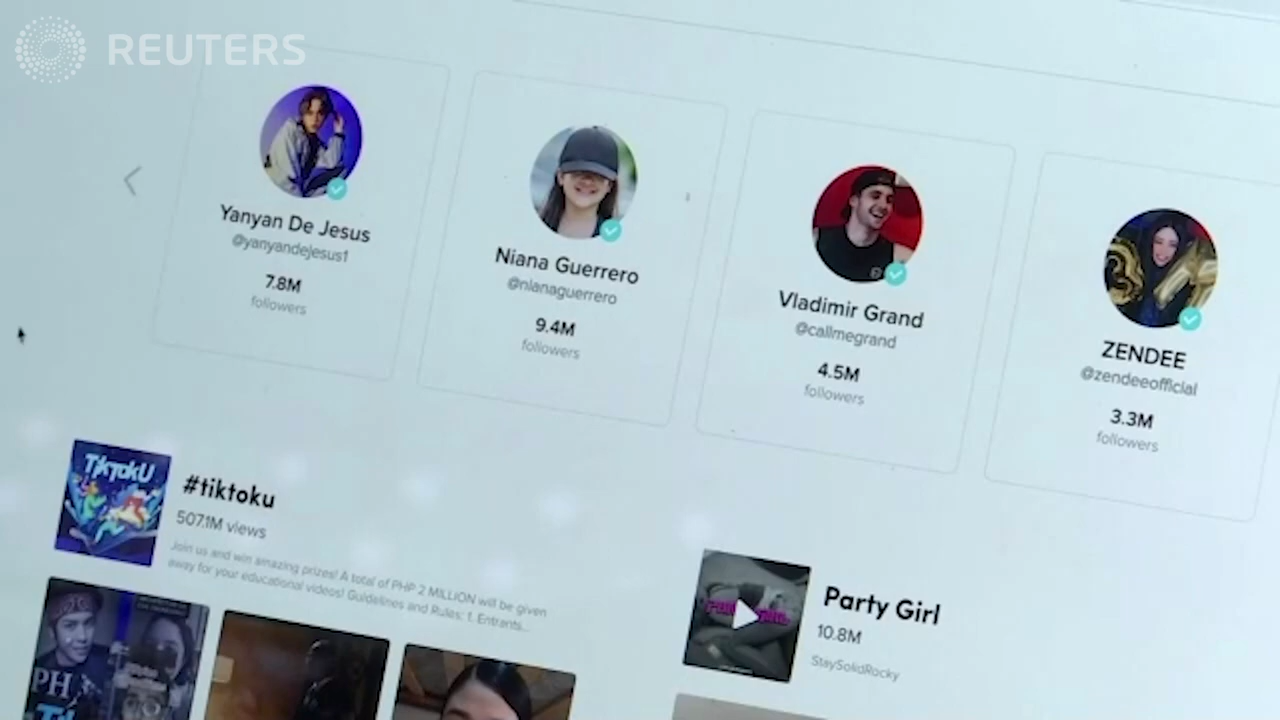 REUTERS
Yanyan De Jesus
@yanyandejesus1
7.8M
followers
Niana Guerrero
@nianaguerrero
9.4M
followers
Vladimir Grand
@callmegrand
4.5M
followers
ZENDEE
@zendeeofficial
3.3M
followers
TikTokU
#tiktoku
507.1M views
Join us and win amazing prizes! A total of PHP 2 MILLION will be given
away for your educational videos! Guidelines and Rules: 1. Entrants...
PH
Party Girl
10.8M
StaySolidRocky